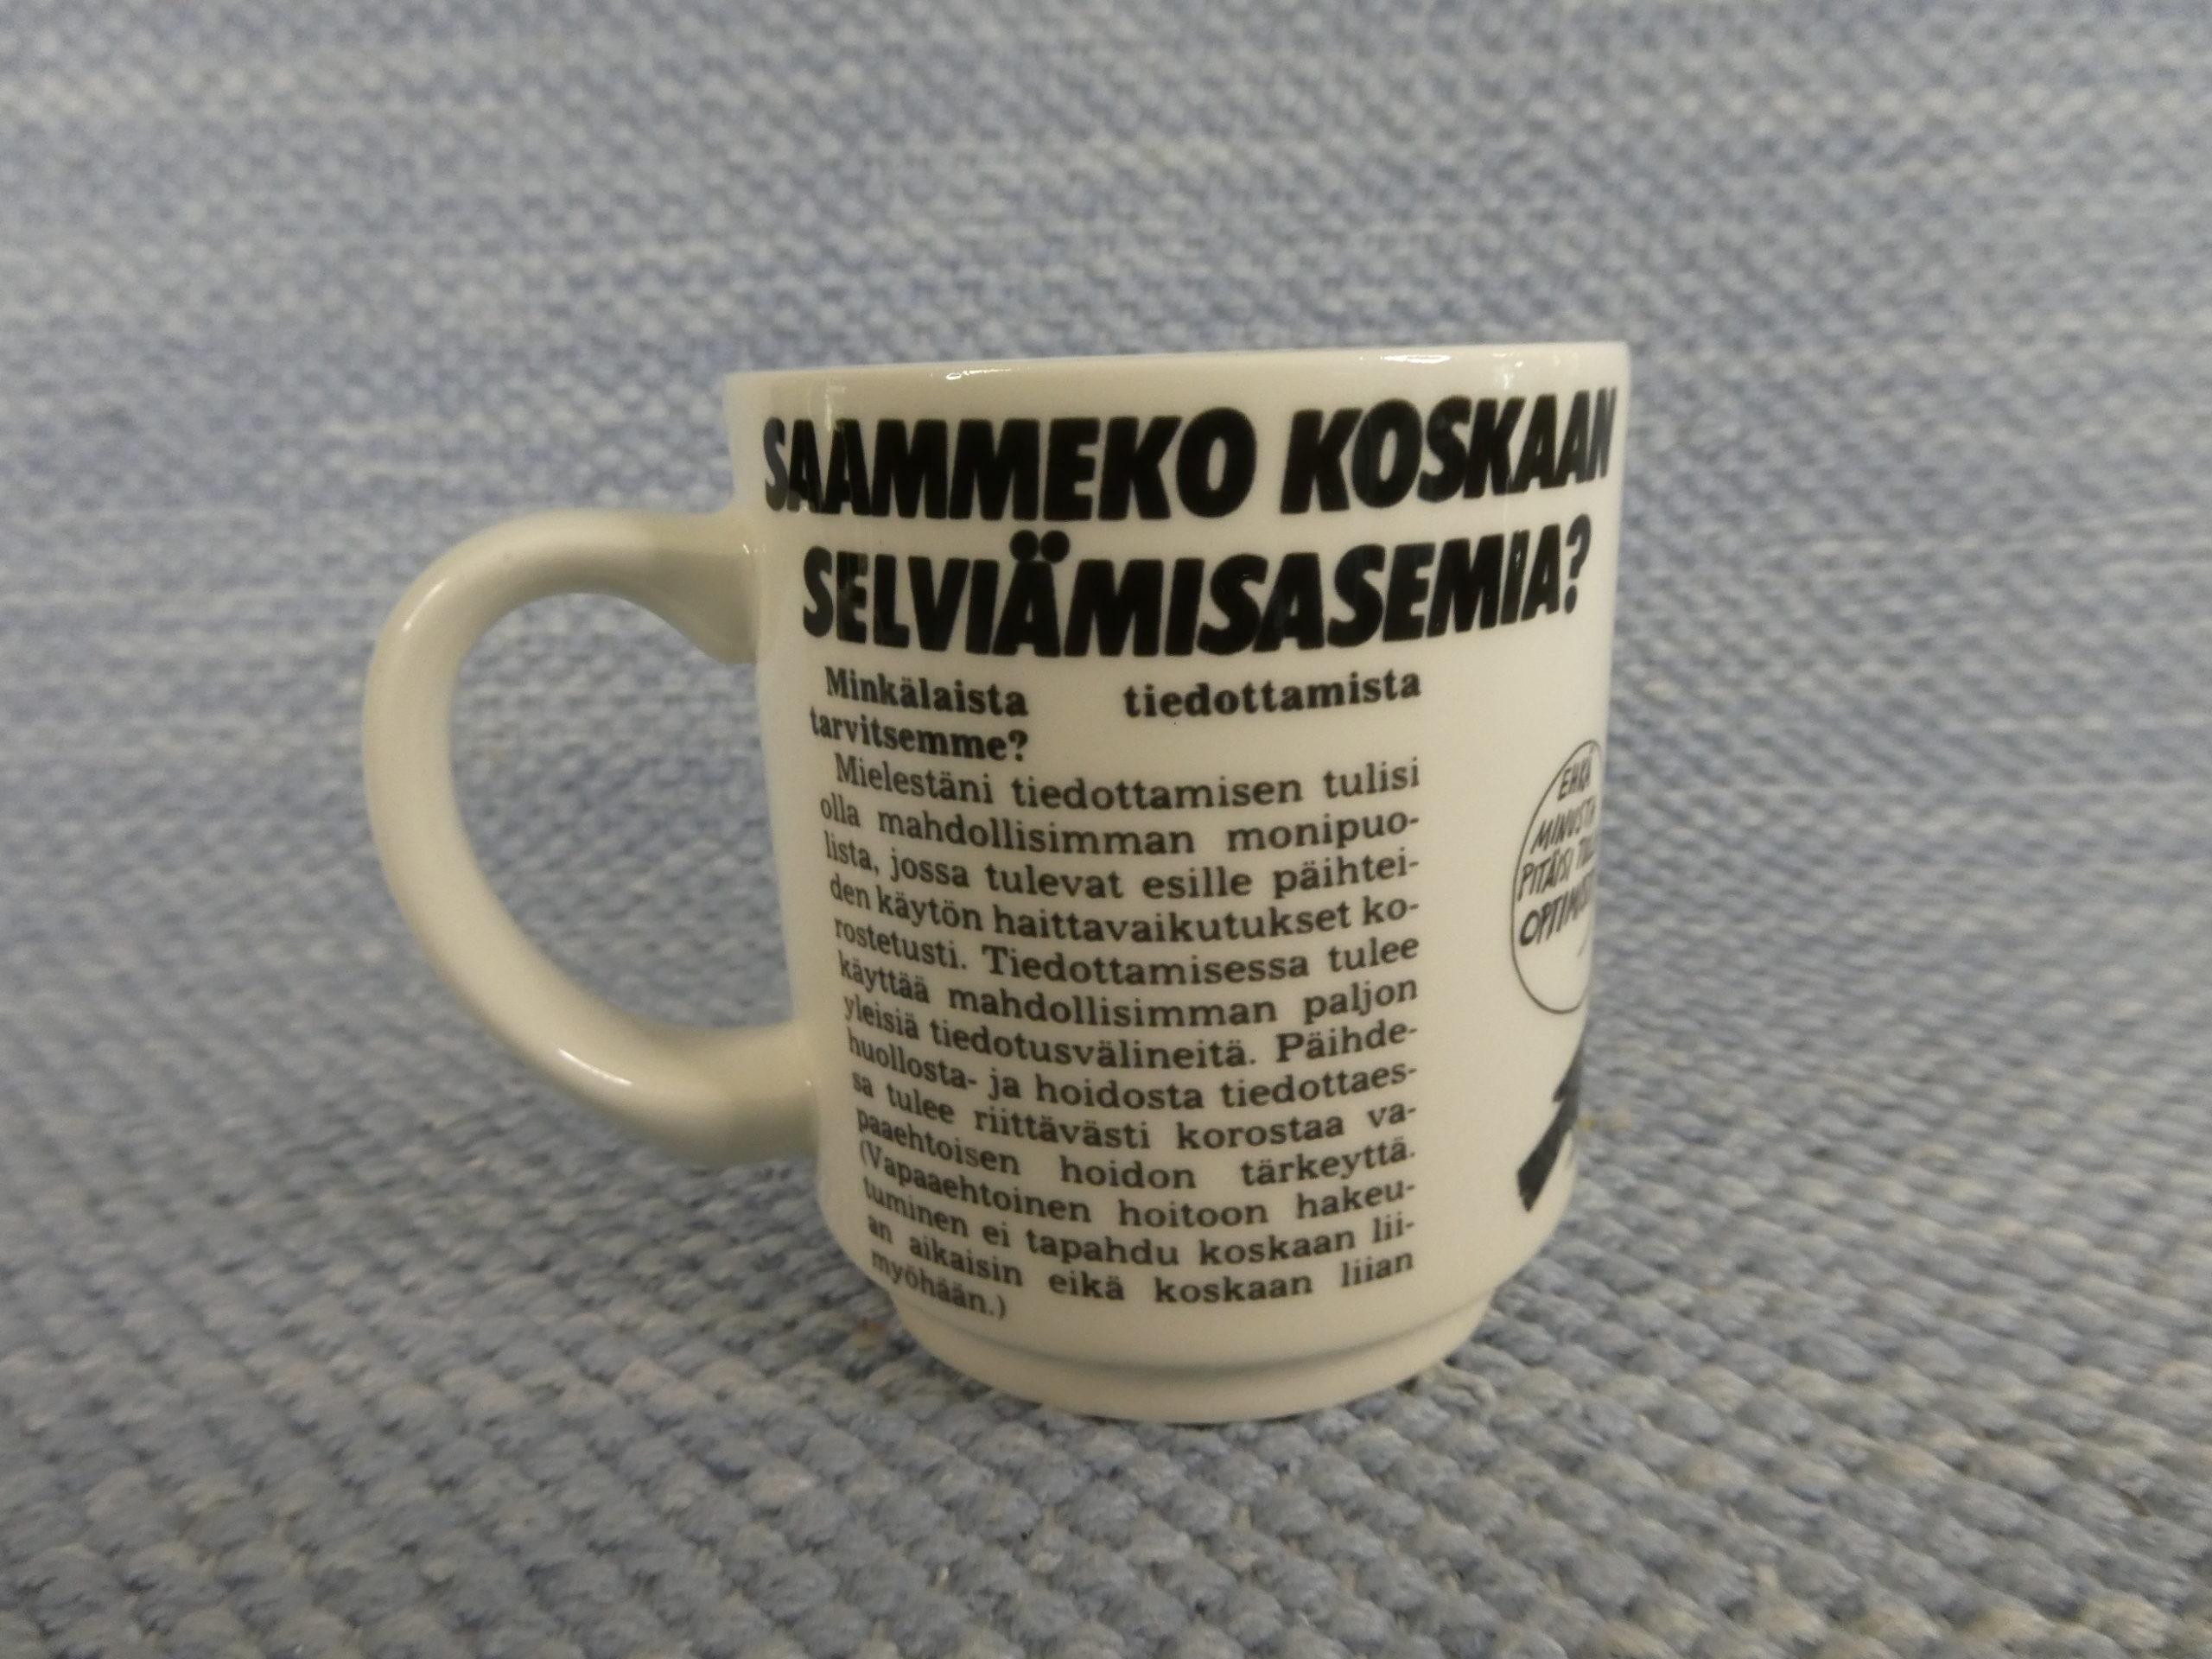 SAAMMEKO KOSKAAN
SELVIÄMISASEMIA?
Minkälaista tiedottamista
tarvitsemme?
Mielestäni tiedottamisen tulisi
olla mahdollisimman monipuo-
lista, jossa tulevat esille päihtei-
den käytön haittavaikutukset ko-
rostetusti. Tiedottamisessa tulee
käyttää mahdollisimman paljon
yleisiä tiedotusvälineitä. Päihde-
huollosta- ja hoidosta tiedottaes-
sa tulee riittävästi korostaa va-
paaehtoisen hoidon tärkeyttä.
(Vapaaehtoinen hoitoon hakeu-
tuminen ei tapahdu koskaan lii-
an aikaisin eikä koskaan liian
myöhään.)
EHKÄ
MINUSTA
PITÄISI